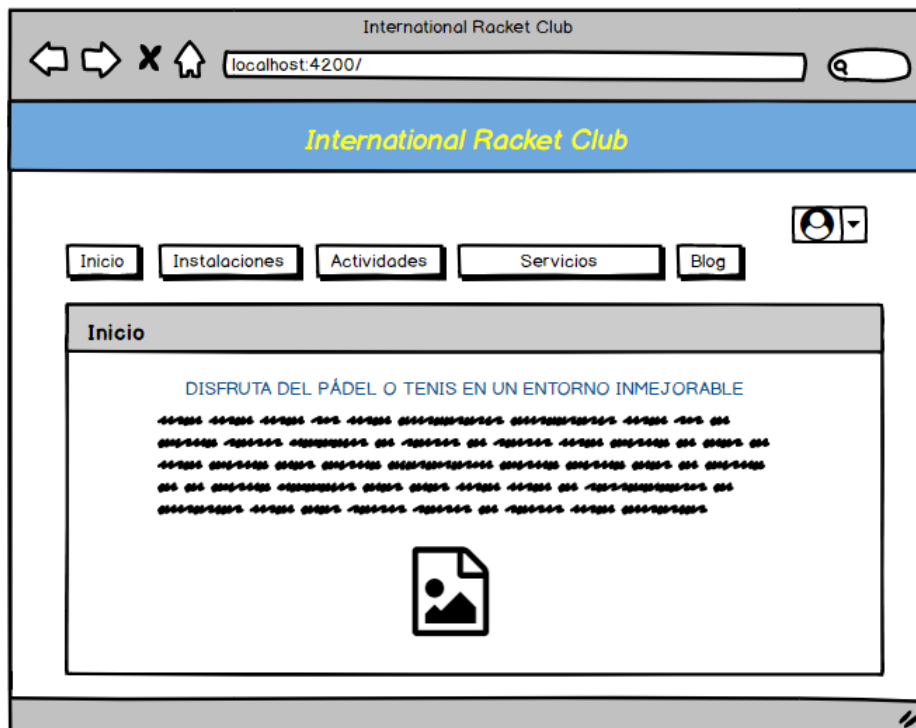 International Racket Club
localhost:4200/
International Racket Club
Inicio
Instalaciones
Actividades
Servicios
Blog
Inicio
DISFRUTA DEL PÁDEL O TENIS EN UN ENTORNO INMEJORABLE